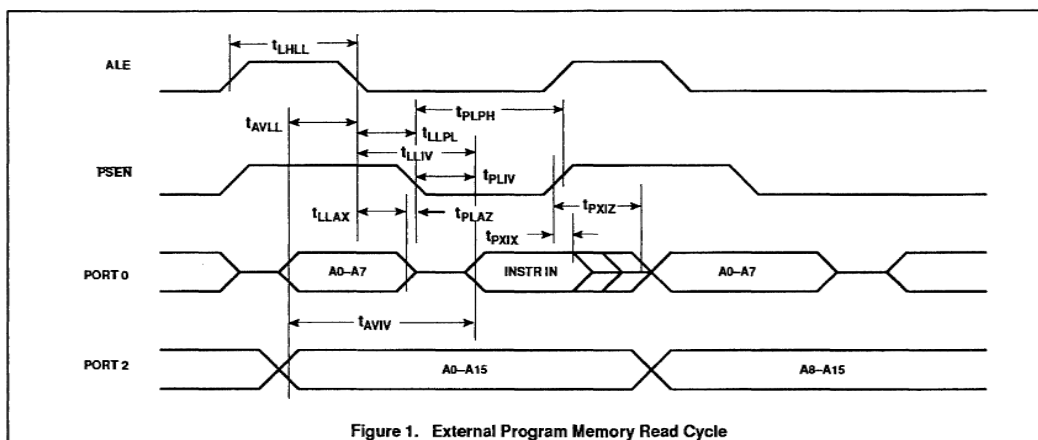 ALE
tLHLL
tAVLL
tLLPL
tPLPH
tLLIV
PSEN
tPLIV
tLLAX
tPLAZ
tPXIZ
tPXIX
PORT 0
A0–A7
INSTR IN
A0–A7
tAVIV
PORT 2
A0–A15
A8–A15
Figure 1. External Program Memory Read Cycle